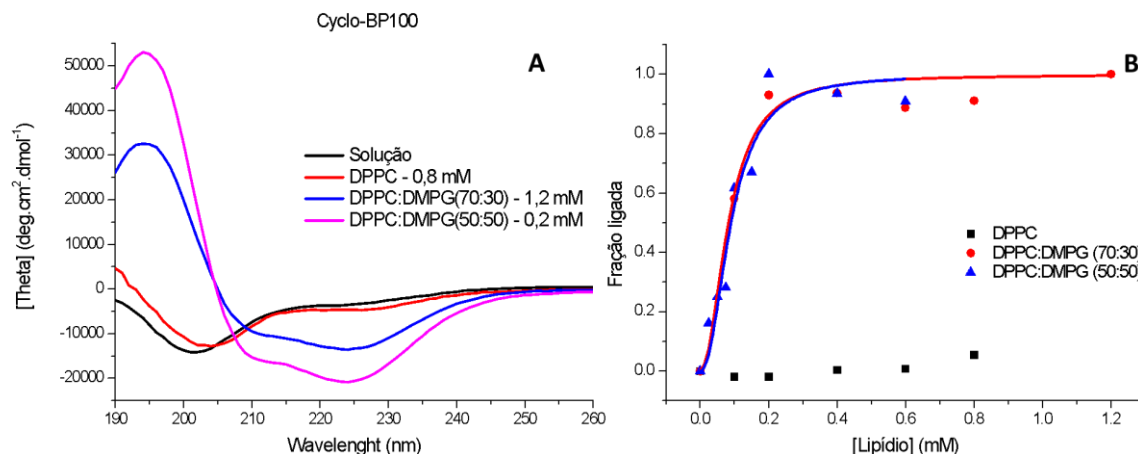 Cyclo-BP100
A
[Theta] (deg.cm².dmol⁻¹)
50000
40000
30000
20000
10000
0
-10000
-20000
Solução
DPPC - 0,8 mM
DPPC:DMPG(70:30) - 1,2 mM
DPPC:DMPG(50:50) - 0,2 mM
190 200 210 220 230 240 250 260
Wavelenght (nm)
B
Fração ligada
1.0
0.8
0.6
0.4
0.2
0.0
DPPC
DPPC:DMPG (70:30)
DPPC:DMPG (50:50)
0.0 0.2 0.4 0.6 0.8 1.0 1.2
[Lipídio] (mM)